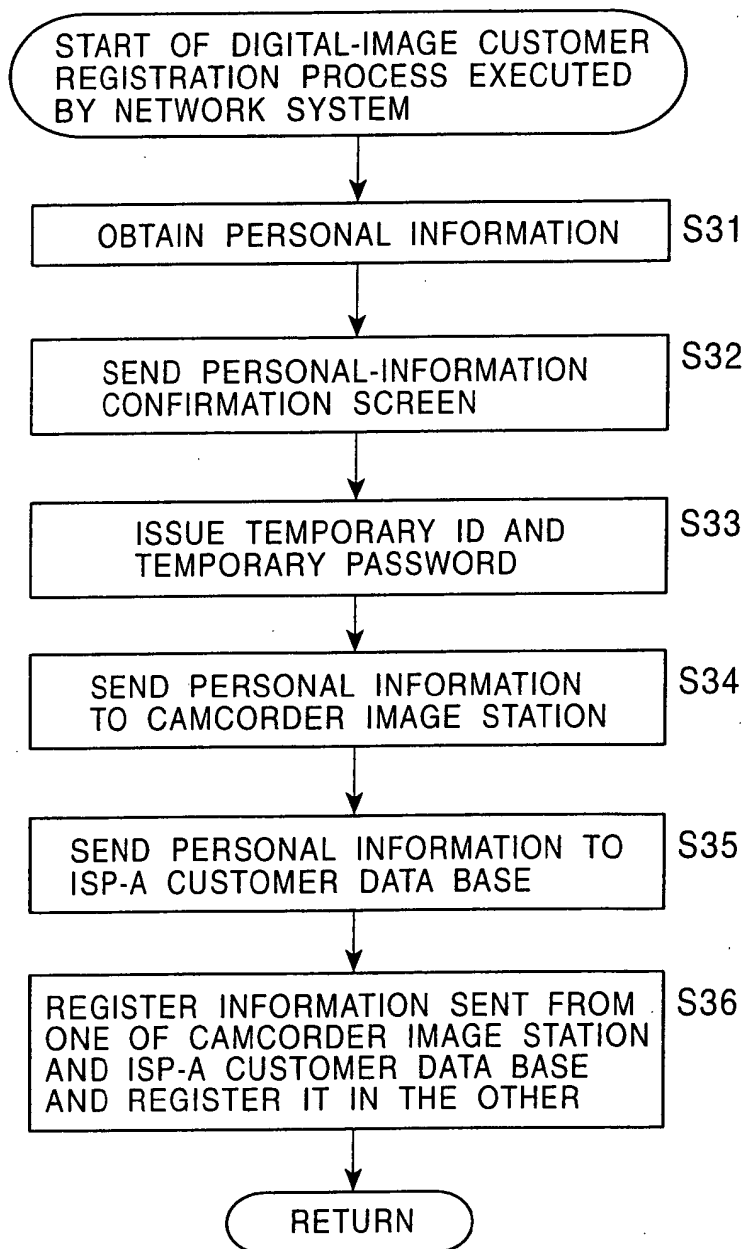 START OF DIGITAL-IMAGE CUSTOMER
REGISTRATION PROCESS EXECUTED
BY NETWORK SYSTEM
OBTAIN PERSONAL INFORMATION
S31
SEND PERSONAL-INFORMATION
CONFIRMATION SCREEN
S32
ISSUE TEMPORARY ID AND
TEMPORARY PASSWORD
S33
SEND PERSONAL INFORMATION
TO CAMCORDER IMAGE STATION
S34
SEND PERSONAL INFORMATION TO
ISP-A CUSTOMER DATA BASE
S35
REGISTER INFORMATION SENT FROM
ONE OF CAMCORDER IMAGE STATION
AND ISP-A CUSTOMER DATA BASE
AND REGISTER IT IN THE OTHER
S36
RETURN